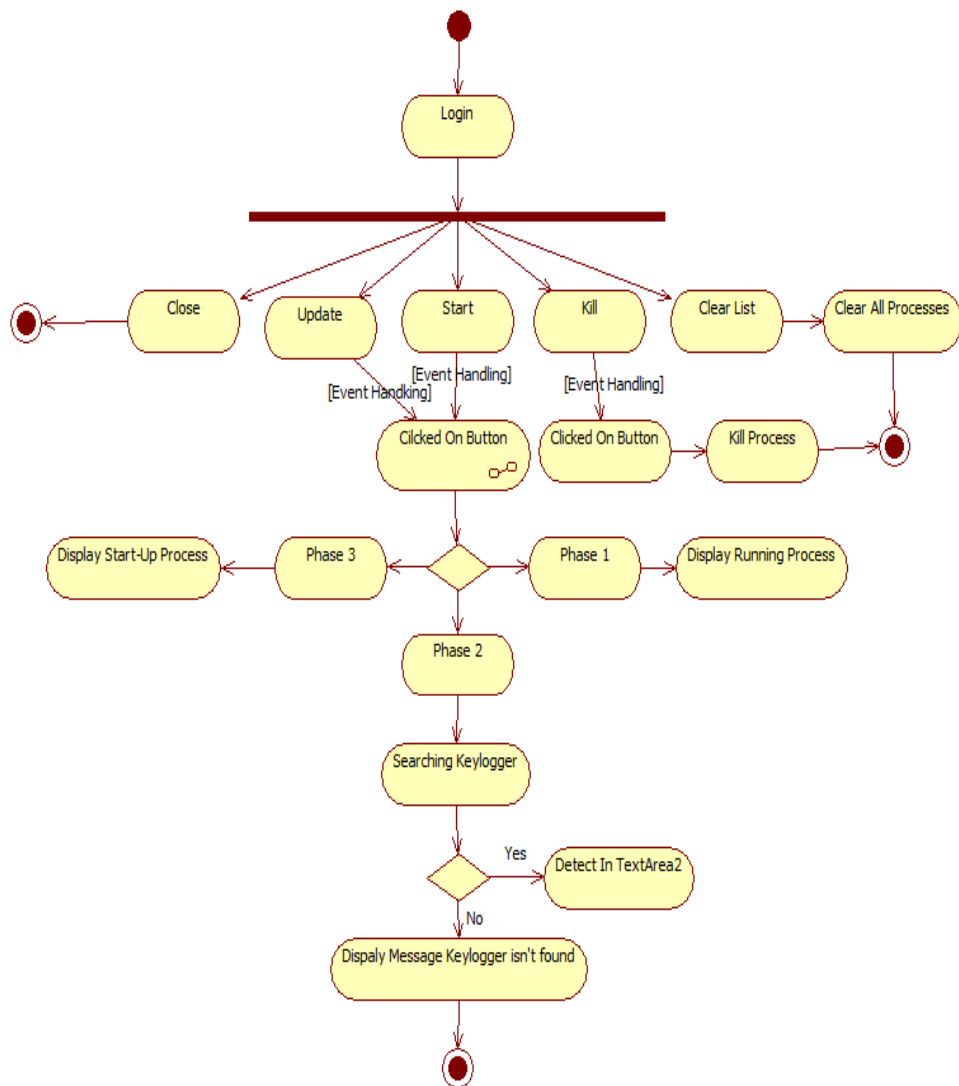 Login
Close
Update
Start
Kill
Clear List
Clear All Processes
[Event Handking]
[Event Handling]
[Event Handling]
Cilcked On Button
Clicked On Button
Kill Process
Display Start-Up Process
Phase 3
Phase 1
Display Running Process
Phase 2
Searching Keylogger
Yes
Detect In TextArea2
No
Dispaly Message Keylogger isn't found